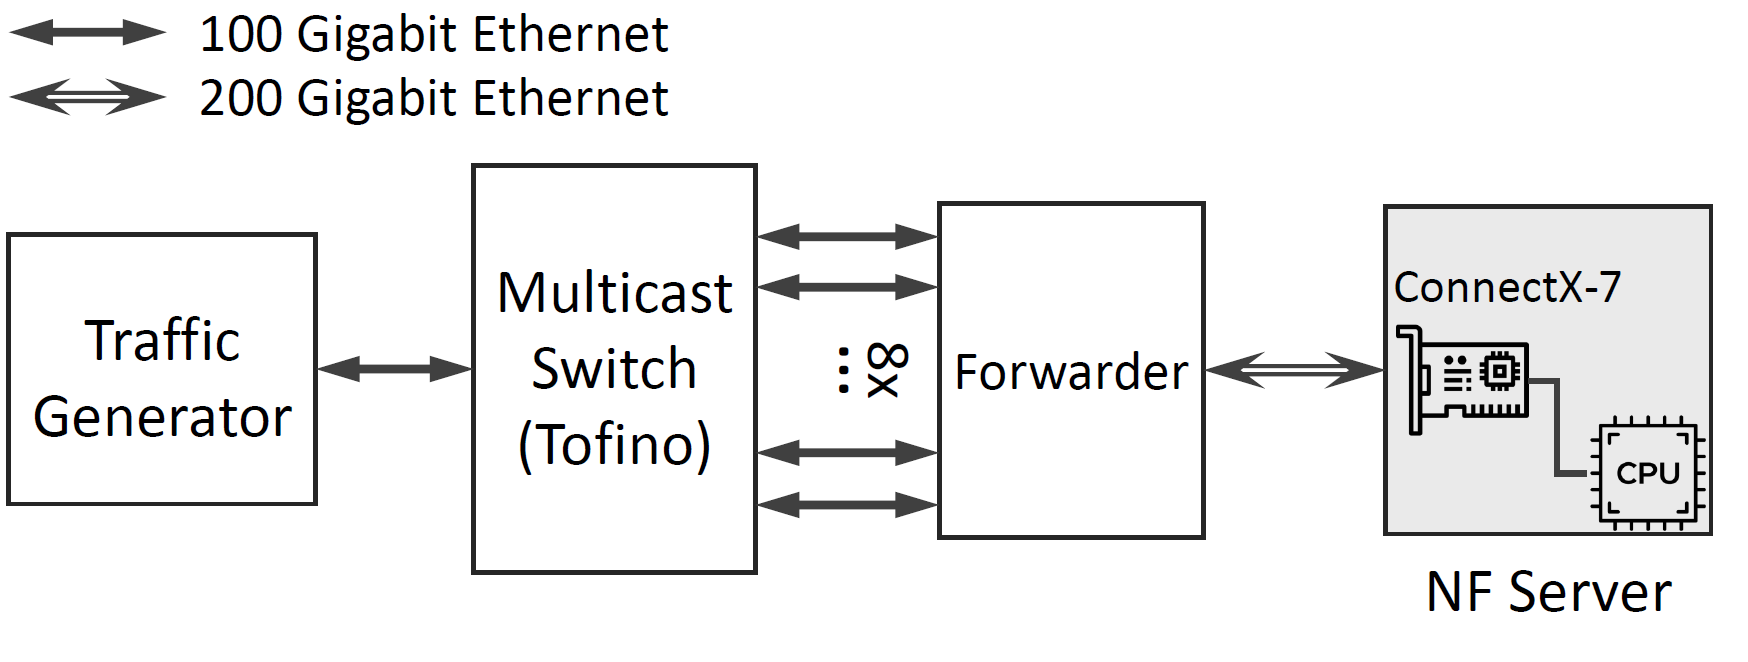 100 Gigabit Ethernet
200 Gigabit Ethernet
Traffic
Generator
Multicast
Switch
(Tofino)
8x
...
Forwarder
ConnectX-7
CPU
NF Server